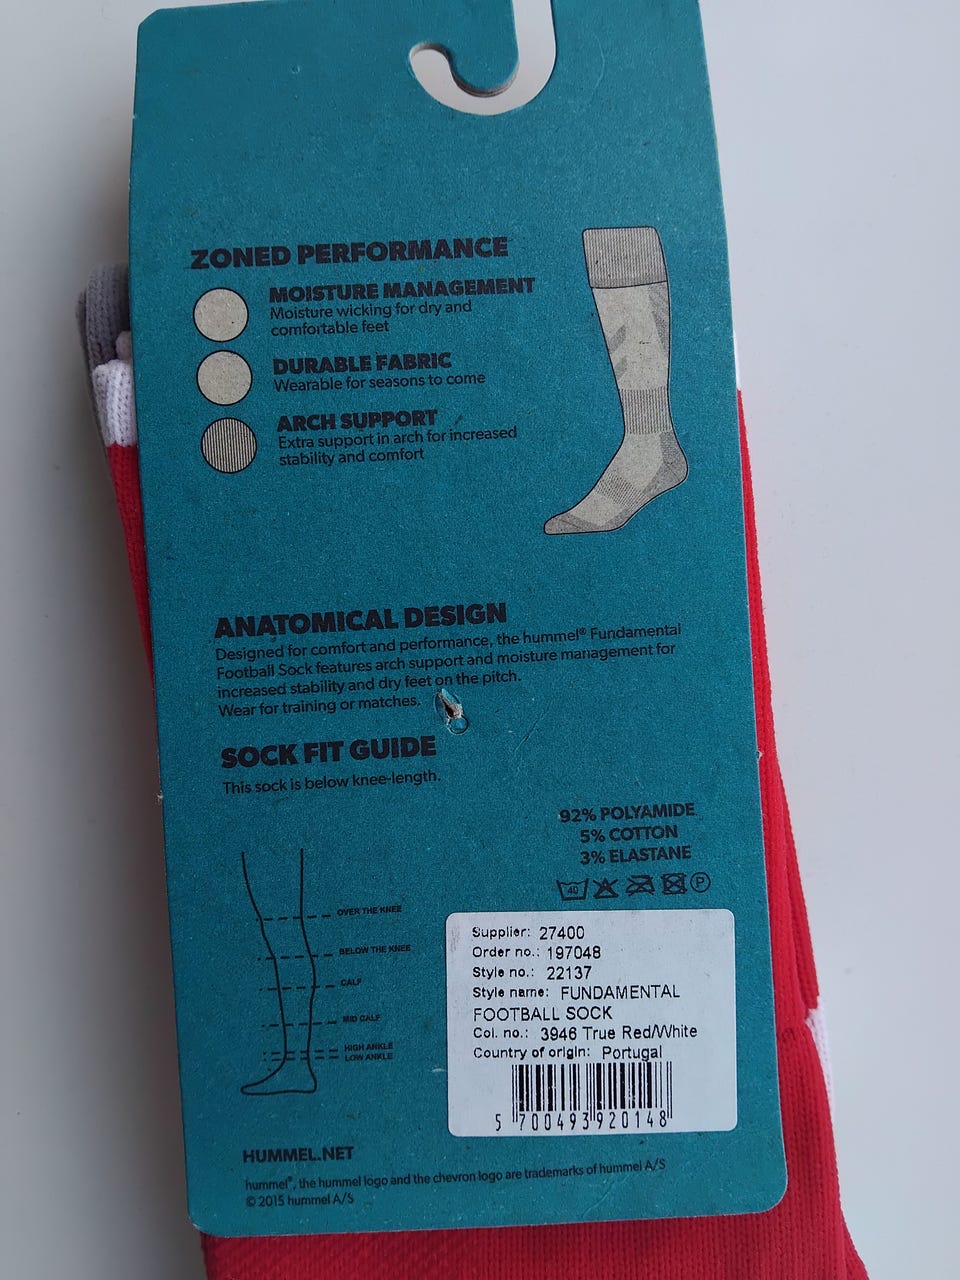 ZONED PERFORMANCE
MOISTURE MANAGEMENT
Moisture wicking for dry and
comfortable feet
DURABLE FABRIC
Wearable for seasons to come
ARCH SUPPORT
Extra support in arch for increased
stability and comfort
ANATOMICAL DESIGN
Designed for comfort and performance, the hummel® Fundamental
Football Sock features arch support and moisture management for
increased stability and dry feet on the pitch.
Wear for training or matches.
SOCK FIT GUIDE
This sock is below knee-length.
92% POLYAMIDE
5% COTTON
3% ELASTANE
40 P
OVER THE KNEE
BELOW THE KNEE
CALF
MID CALF
HIGH ANKLE
LOW ANKLE
Supplier: 27400
Order no.: 197048
Style no.: 22137
Style name: FUNDAMENTAL
FOOTBALL SOCK
Col. no.: 3946 True Red/White
Country of origin: Portugal
5 700493 920148
HUMMEL.NET
hummel®, the hummel logo and the chevron logo are trademarks of hummel A/S
© 2015 hummel A/S